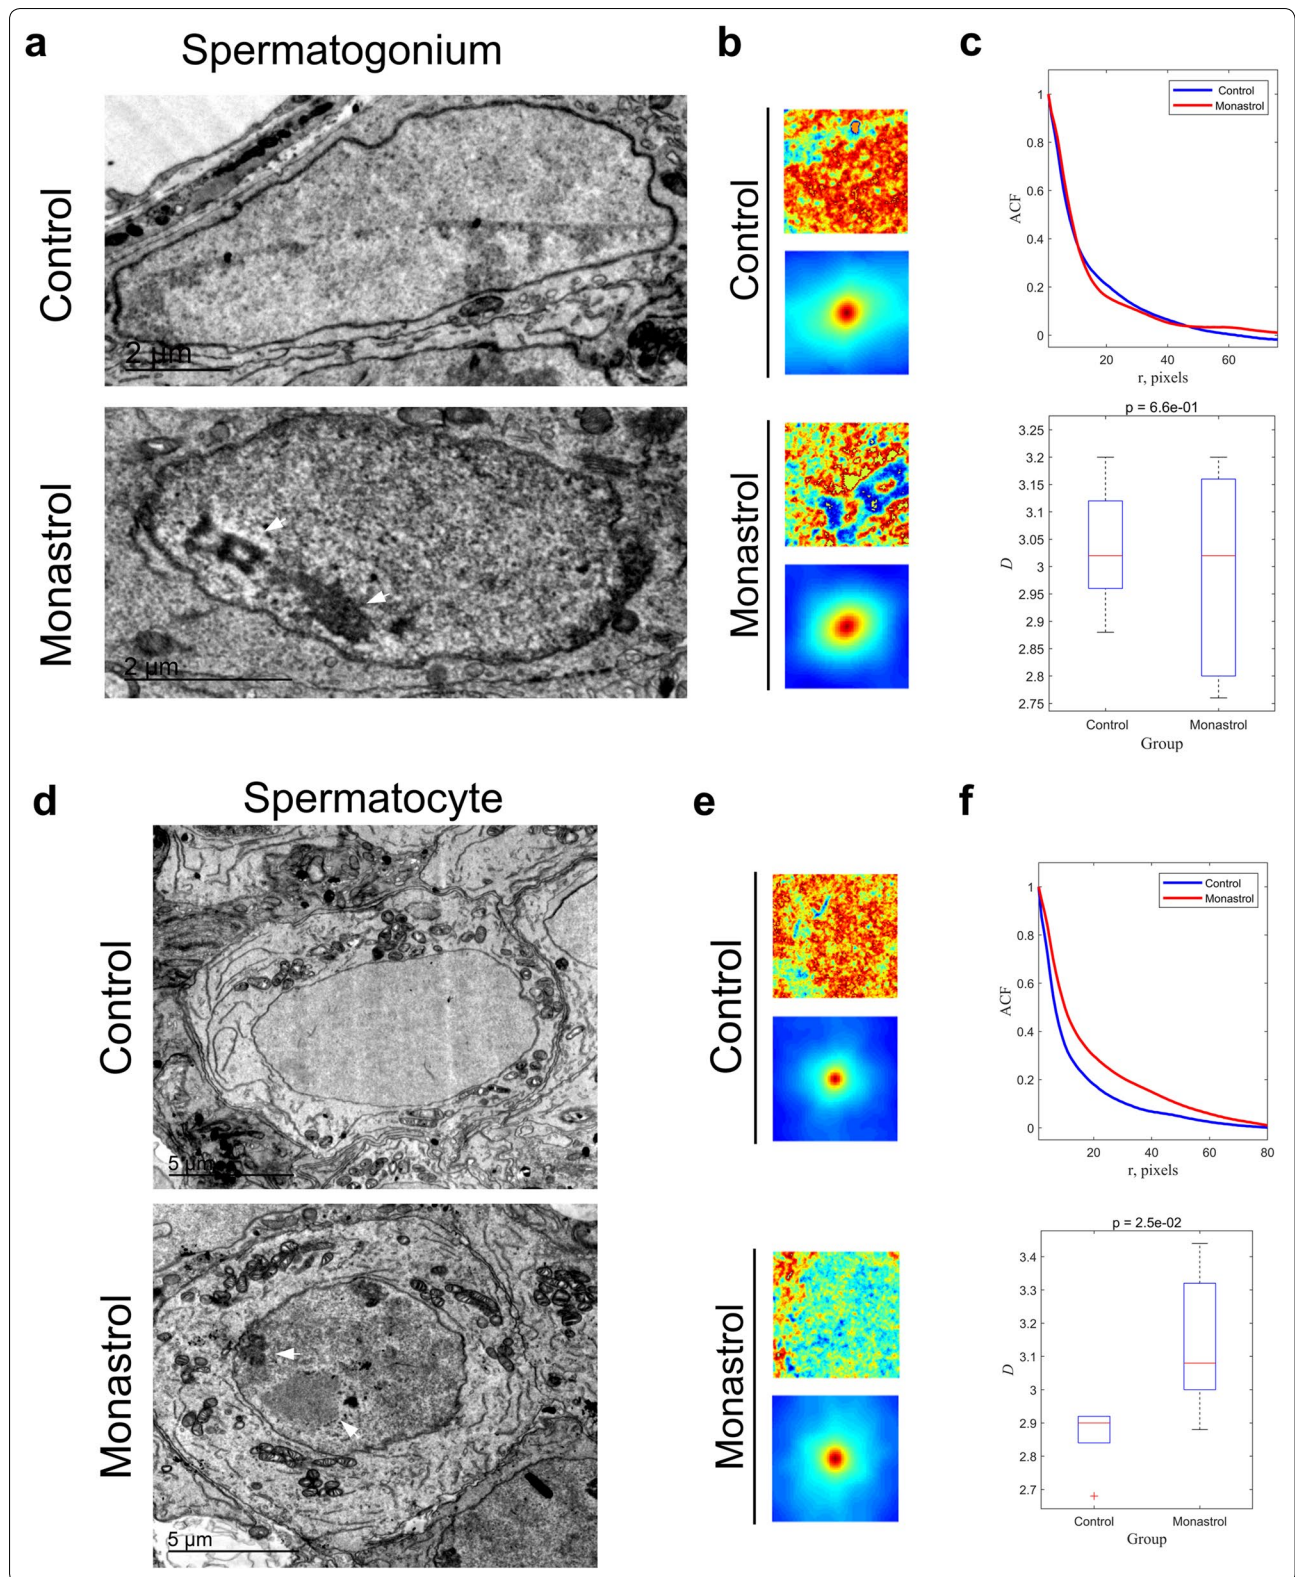 a
Spermatogonium
b
c
Control
2 µm
Monastrol
2 µm
Control
Monastrol
Control
Monastrol
1
0.8
0.6
0.4
0.2
0
ACF
20
40
60
r, pixels
p = 6.6e-01
3.25
3.2
3.15
3.1
3.05
3
2.95
2.9
2.85
2.8
2.75
D
Control
Monastrol
Group
d
Spermatocyte
e
f
Control
5 µm
Monastrol
5 µm
Control
Monastrol
Control
Monastrol
1
0.8
0.6
0.4
0.2
0
ACF
20
40
60
80
r, pixels
p = 2.5e-02
3.4
3.3
3.2
3.1
3
2.9
2.8
2.7
D
Control
Monastrol
Group